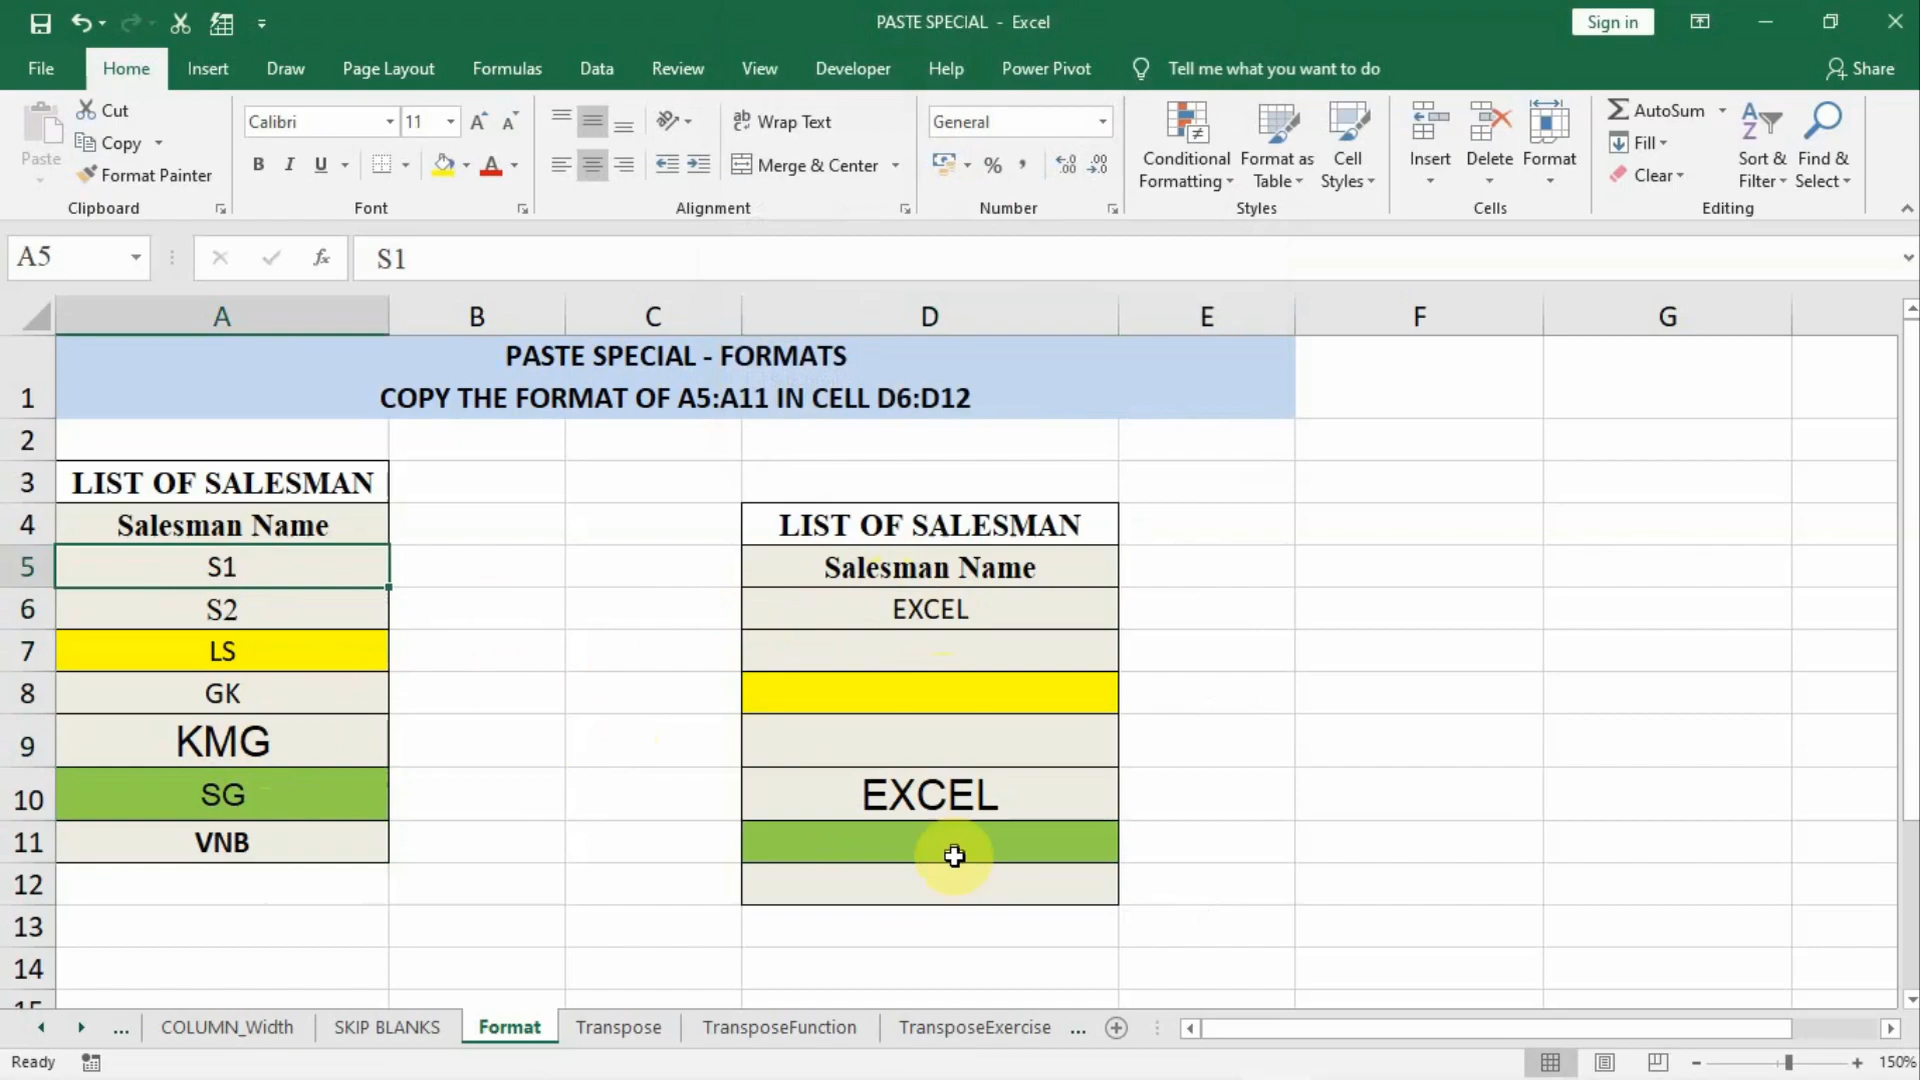 PASTE SPECIAL - Excel
Sign in
File Home Insert Draw Page Layout Formulas Data Review View Developer Help Power Pivot Tell me what you want to do Share
Paste
Cut
Copy
Format Painter
Clipboard
Calibri 11
B I U A
Font
ab Wrap Text
Merge & Center
Alignment
General
% ,
Number
Conditional Formatting
Format as Table
Cell Styles
Styles
Insert Delete Format
Cells
AutoSum
Fill
Clear
Sort & Filter
Find & Select
Editing
A5 fx S1
A B C D E F G
1 PASTE SPECIAL - FORMATS
COPY THE FORMAT OF A5:A11 IN CELL D6:D12
2
3 LIST OF SALESMAN
4 Salesman Name LIST OF SALESMAN
5 S1 Salesman Name
6 S2 EXCEL
7 LS
8 GK
9 KMG
10 SG EXCEL
11 VNB
12
13
14
15
... COLUMN_Width SKIP BLANKS Format Transpose TransposeFunction TransposeExercise ...
Ready 150%